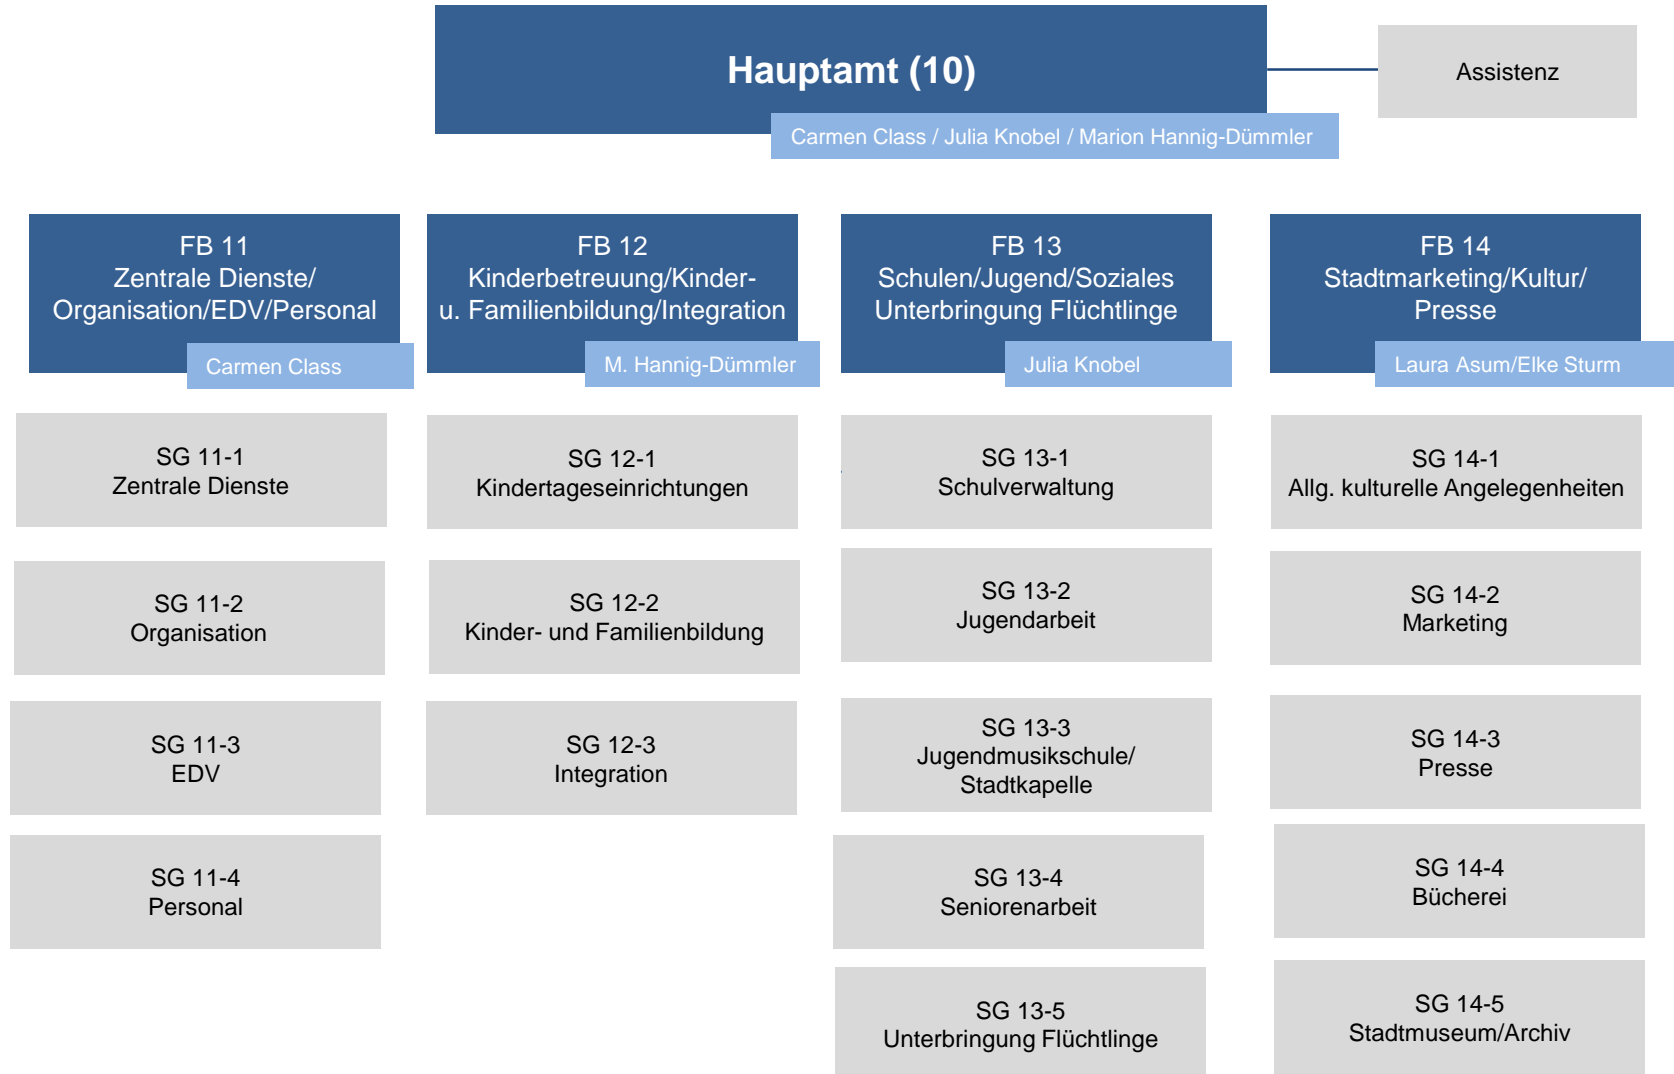 Hauptamt (10)
Assistenz
Carmen Class / Julia Knobel / Marion Hannig-Dümmler
FB 11
Zentrale Dienste/
Organisation/EDV/Personal
Carmen Class
FB 12
Kinderbetreuung/Kinder-
u. Familienbildung/Integration
M. Hannig-Dümmler
FB 13
Schulen/Jugend/Soziales
Unterbringung Flüchtlinge
Julia Knobel
FB 14
Stadtmarketing/Kultur/
Presse
Laura Asum/Elke Sturm
SG 11-1
Zentrale Dienste
SG 12-1
Kindertageseinrichtungen
SG 13-1
Schulverwaltung
SG 14-1
Allg. kulturelle Angelegenheiten
SG 11-2
Organisation
SG 12-2
Kinder- und Familienbildung
SG 13-2
Jugendarbeit
SG 14-2
Marketing
SG 11-3
EDV
SG 12-3
Integration
SG 13-3
Jugendmusikschule/
Stadtkapelle
SG 14-3
Presse
SG 11-4
Personal
SG 13-4
Seniorenarbeit
SG 14-4
Bücherei
SG 13-5
Unterbringung Flüchtlinge
SG 14-5
Stadtmuseum/Archiv